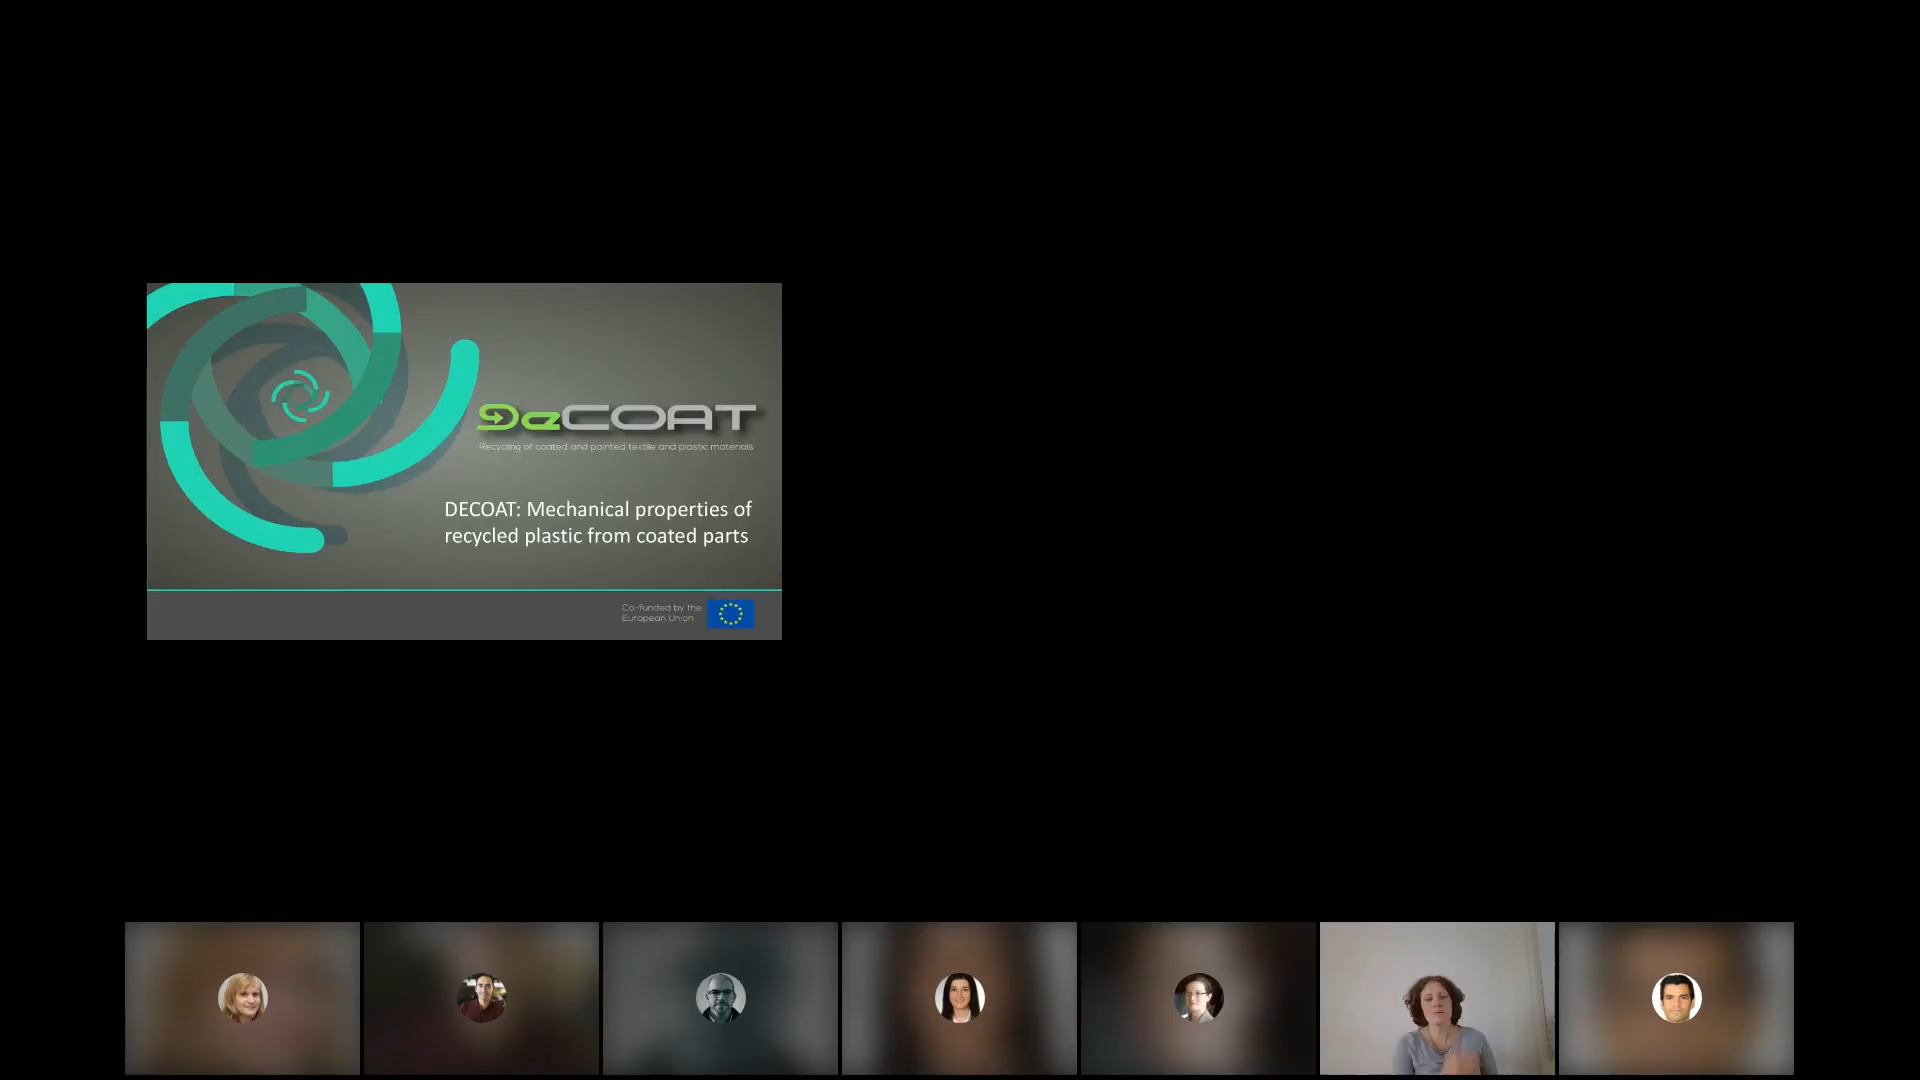 DeCOAT
Recycling of coated and painted textile and plastic materials
DECOAT: Mechanical properties of
recycled plastic from coated parts
Co-funded by the
European Union